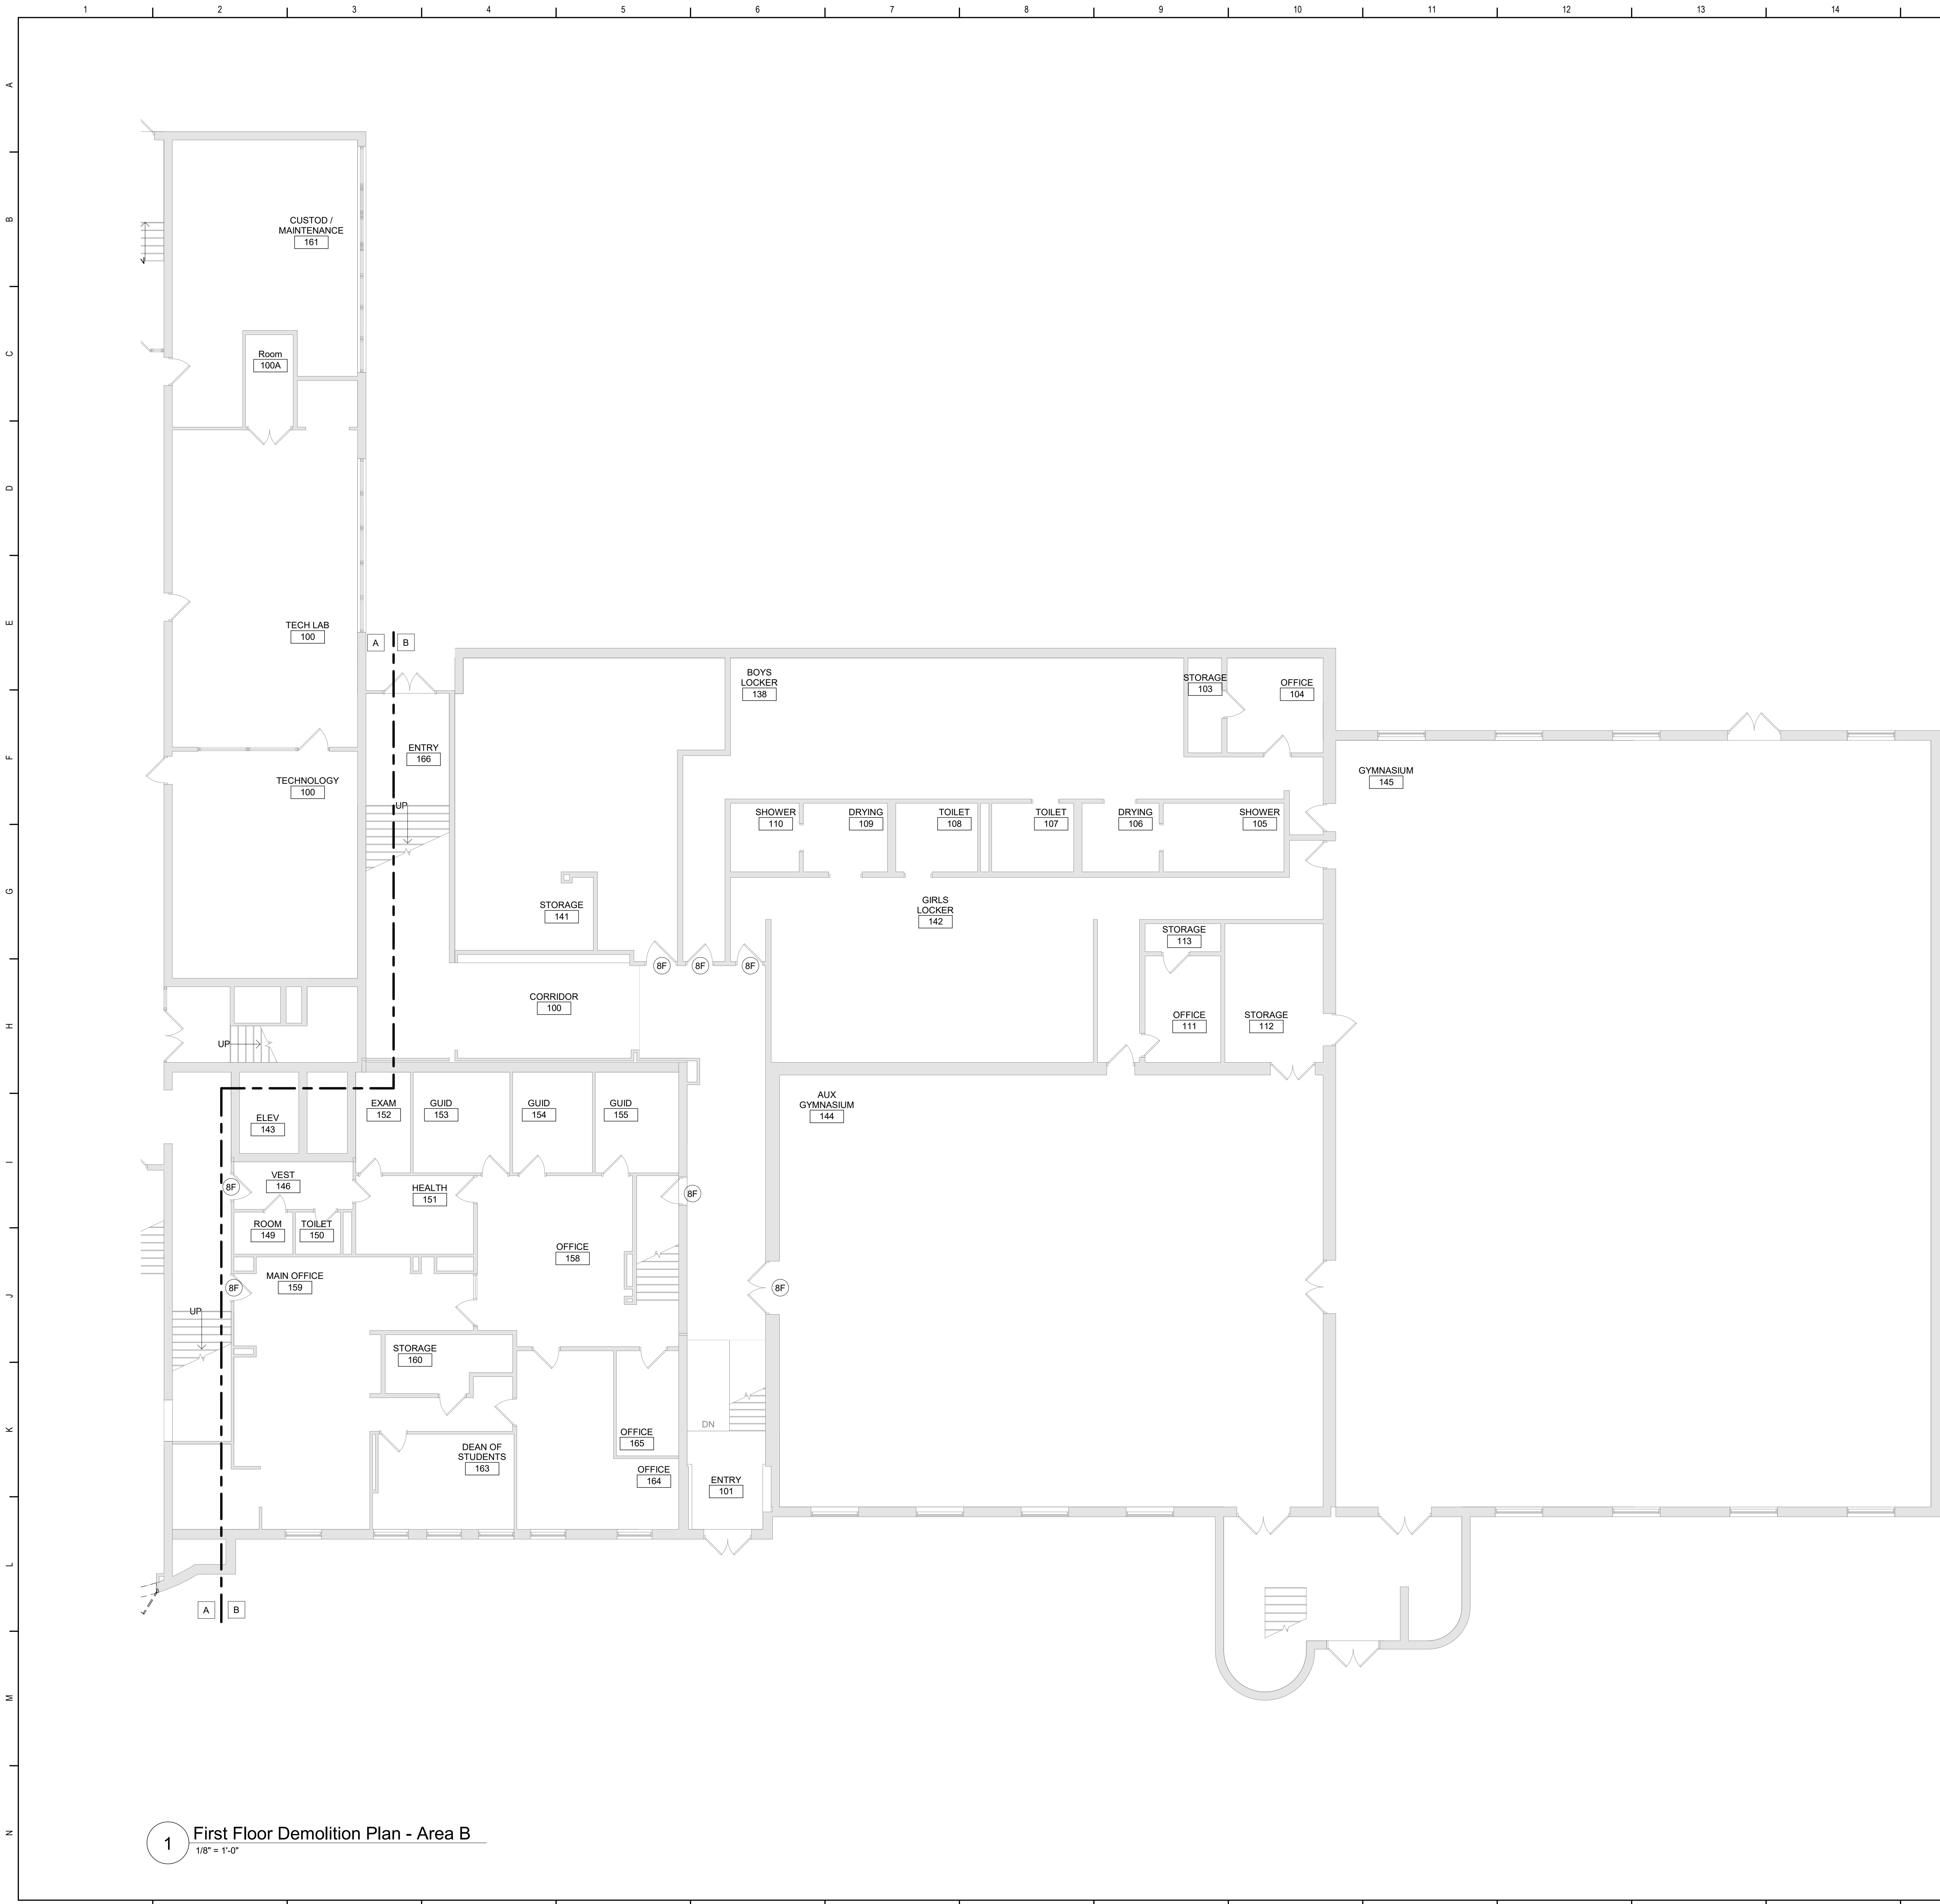 1 2 3 4 5 6 7 8 9 10 11 12 13 14
A
B
C
D
E
F
G
H
I
J
K
L
M
N
CUSTOD /
MAINTENANCE
161
Room
100A
TECH LAB
100
A B
BOYS
LOCKER
138
STORAGE
103
OFFICE
104
ENTRY
166
TECHNOLOGY
100
GYMNASIUM
145
UP
SHOWER
110
DRYING
109
TOILET
108
TOILET
107
DRYING
106
SHOWER
105
STORAGE
141
GIRLS
LOCKER
142
STORAGE
113
8F 8F 8F
CORRIDOR
100
OFFICE
111
STORAGE
112
UP
ELEV
143
EXAM
152
GUID
153
GUID
154
GUID
155
AUX
GYMNASIUM
144
VEST
146
8F
HEALTH
151
8F
ROOM
149
TOILET
150
OFFICE
158
MAIN OFFICE
159
8F
8F
UP
STORAGE
160
DN
OFFICE
165
DEAN OF
STUDENTS
163
OFFICE
164
ENTRY
101
A B
1
First Floor Demolition Plan - Area B
1/8" = 1'-0"